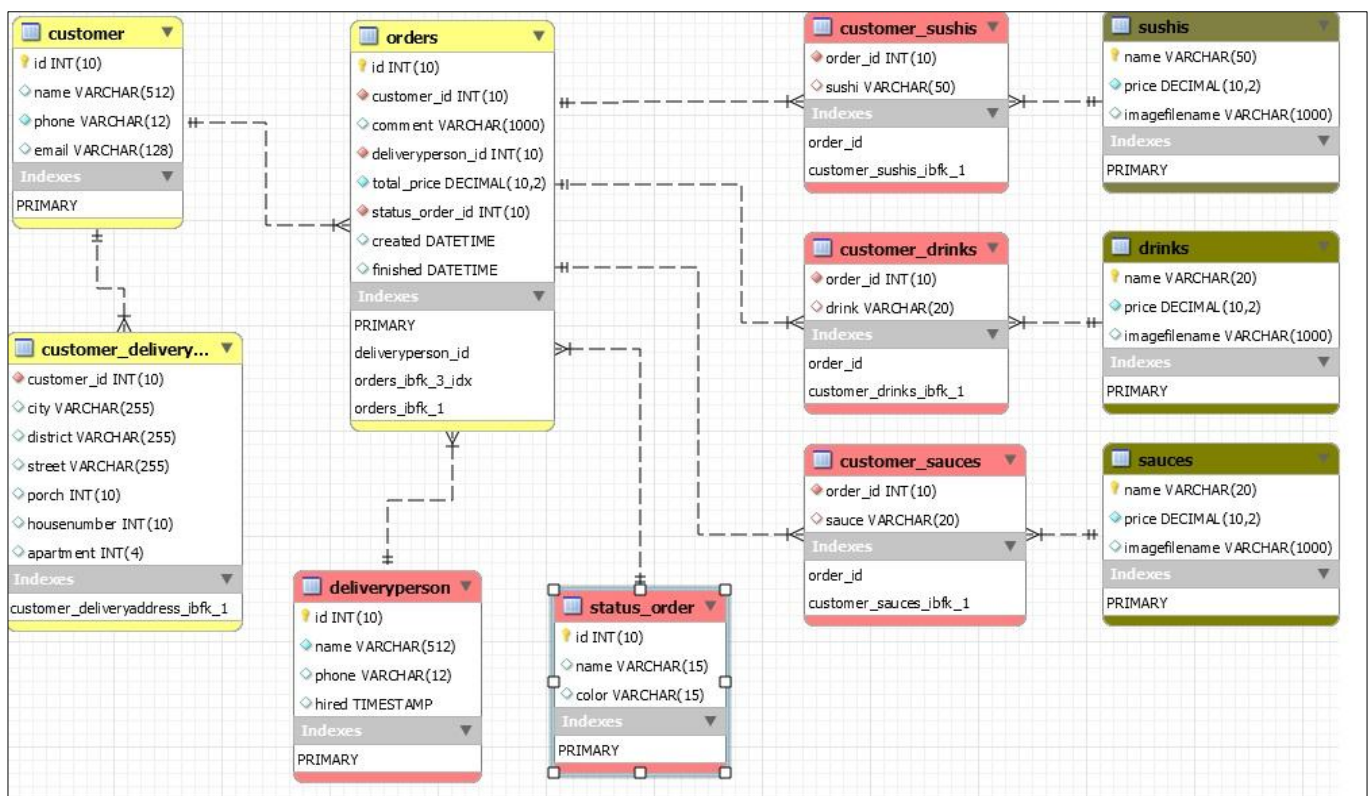 customer
id INT(10)
name VARCHAR(512)
phone VARCHAR(12)
email VARCHAR(128)
Indexes
PRIMARY
customer_delivery...
customer_id INT(10)
city VARCHAR(255)
district VARCHAR(255)
street VARCHAR(255)
porch INT(10)
housenumber INT(10)
apartment INT(4)
Indexes
customer_deliveryaddress_ibfk_1
orders
id INT(10)
customer_id INT(10)
comment VARCHAR(1000)
deliveryperson_id INT(10)
total_price DECIMAL(10,2)
status_order_id INT(10)
created DATETIME
finished DATETIME
Indexes
PRIMARY
deliveryperson_id
orders_ibfk_3_idx
orders_ibfk_1
deliveryperson
id INT(10)
name VARCHAR(512)
phone VARCHAR(12)
hired TIMESTAMP
Indexes
PRIMARY
status_order
id INT(10)
name VARCHAR(15)
color VARCHAR(15)
Indexes
PRIMARY
customer_sushis
order_id INT(10)
sushi VARCHAR(50)
Indexes
order_id
customer_sushis_ibfk_1
sushis
name VARCHAR(50)
price DECIMAL(10,2)
imagefilename VARCHAR(1000)
Indexes
PRIMARY
customer_drinks
order_id INT(10)
drink VARCHAR(20)
Indexes
order_id
customer_drinks_ibfk_1
drinks
name VARCHAR(20)
price DECIMAL(10,2)
imagefilename VARCHAR(1000)
Indexes
PRIMARY
customer_sauces
order_id INT(10)
sauce VARCHAR(20)
Indexes
order_id
customer_sauces_ibfk_1
sauces
name VARCHAR(20)
price DECIMAL(10,2)
imagefilename VARCHAR(1000)
Indexes
PRIMARY